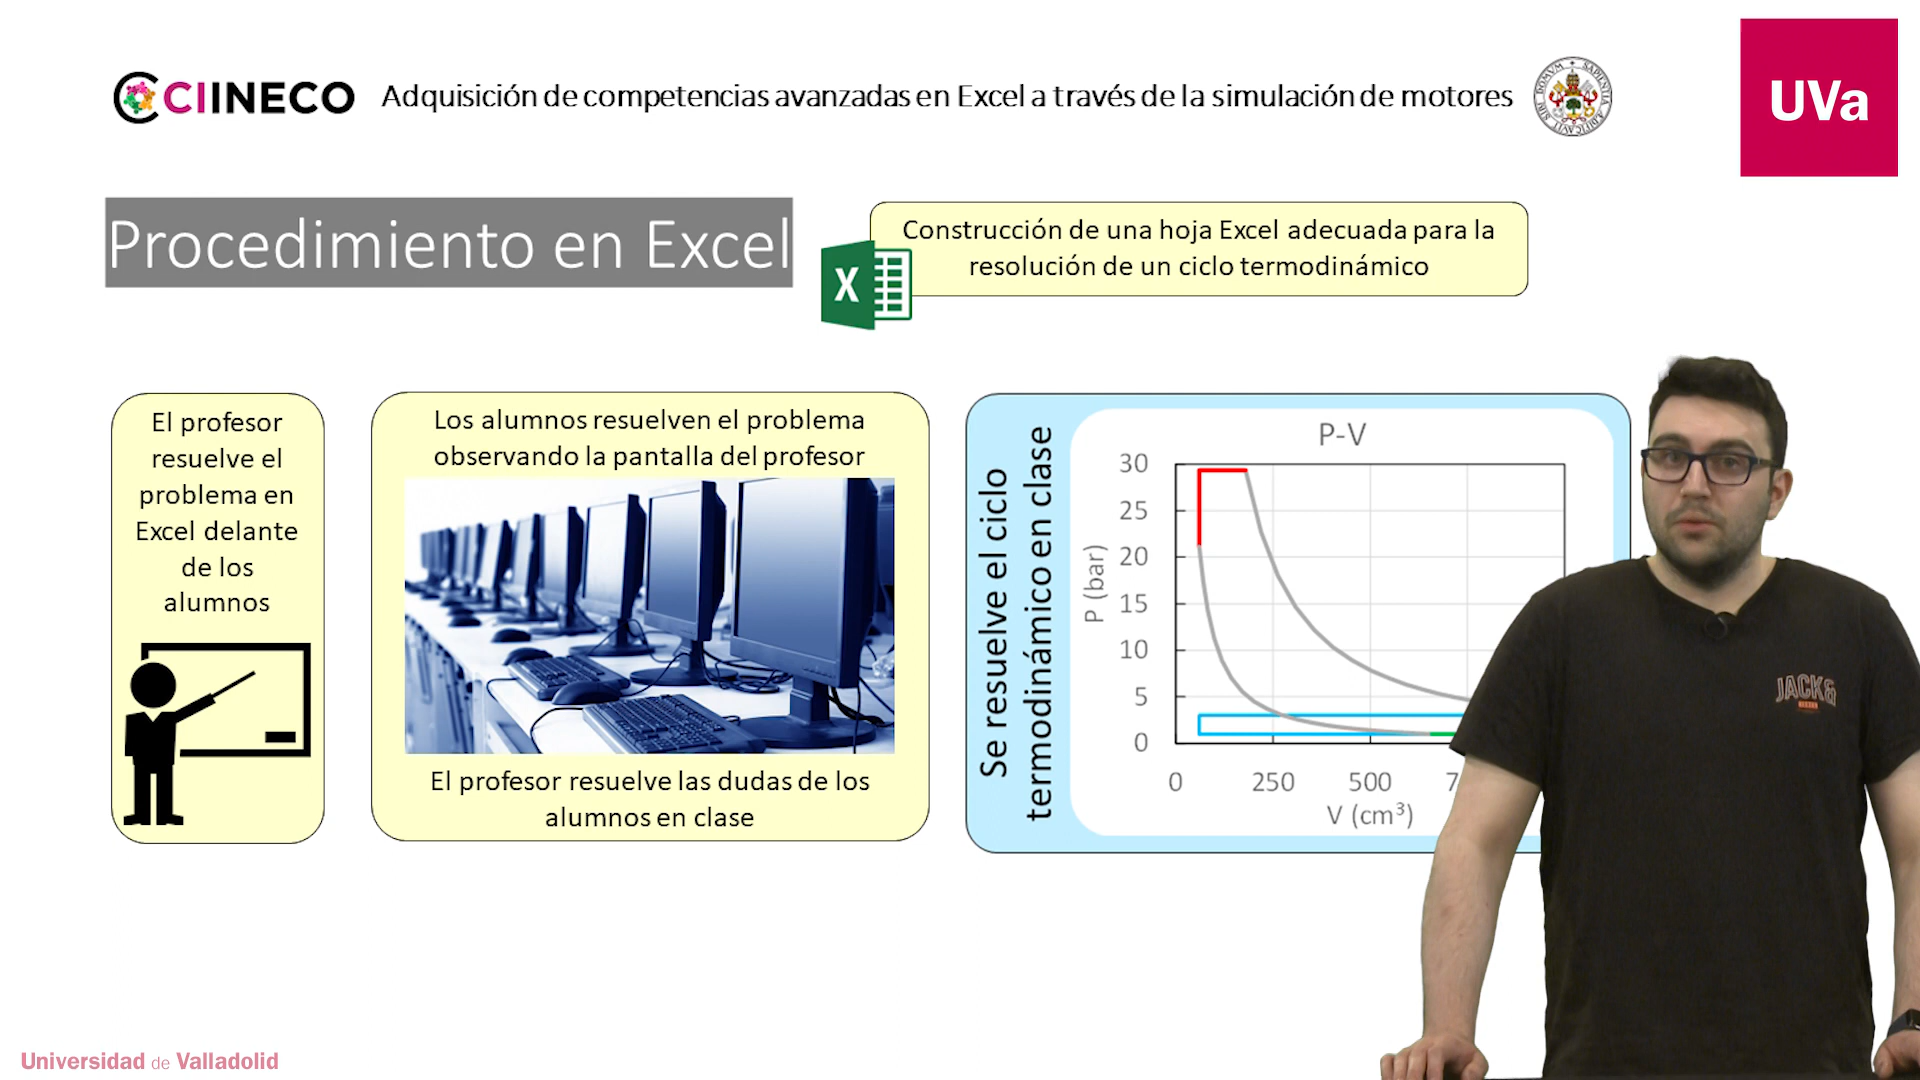 CIINECO
Adquisición de competencias avanzadas en Excel a través de la simulación de motores
UVa
Procedimiento en Excel
X
Construcción de una hoja Excel adecuada para la
resolución de un ciclo termodinámico
El profesor
resuelve el
problema en
Excel delante
de los
alumnos
Los alumnos resuelven el problema
observando la pantalla del profesor
El profesor resuelve las dudas de los
alumnos en clase
Se resuelve el ciclo
termodinámico en clase
P-V
30
25
20
15
10
5
0
P (bar)
0 250 500 7
V (cm³)
JACK&
Universidad de Valladolid